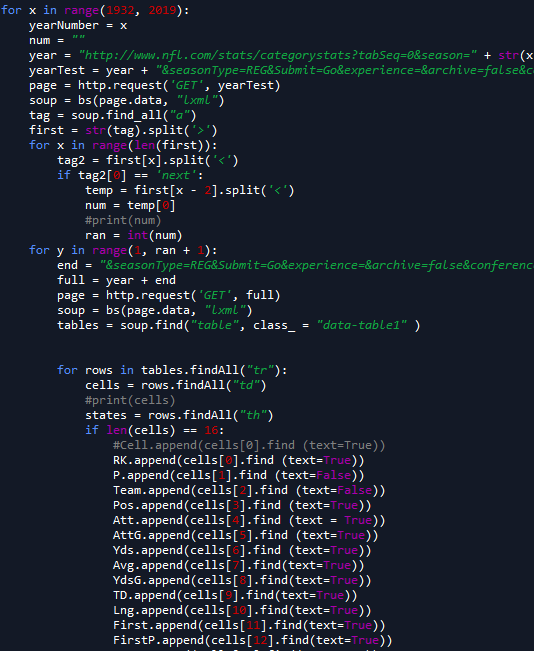 for x in range(1932, 2019):
    yearNumber = x
    num = ""
    year = "http://www.nfl.com/stats/categorystats?tabSeq=0&season=" + str(x
    yearTest = year + "&seasonType=REG&Submit=Go&experience=&archive=false&c
    page = http.request('GET', yearTest)
    soup = bs(page.data, "lxml")
    tag = soup.find_all("a")
    first = str(tag).split('>')
    for x in range(len(first)):
        tag2 = first[x].split('<')
        if tag2[0] == 'next':
            temp = first[x - 2].split('<')
            num = temp[0]
            #print(num)
            ran = int(num)
    for y in range(1, ran + 1):
        end = "&seasonType=REG&Submit=Go&experience=&archive=false&conferenc
        full = year + end
        page = http.request('GET', full)
        soup = bs(page.data, "lxml")
        tables = soup.find("table", class_ = "data-table1" )
        for rows in tables.findAll("tr"):
            cells = rows.findAll("td")
            #print(cells)
            states = rows.findAll("th")
            if len(cells) == 16:
                #Cell.append(cells[0].find (text=True))
                RK.append(cells[0].find (text=True))
                P.append(cells[1].find (text=False))
                Team.append(cells[2].find (text=False))
                Pos.append(cells[3].find (text=True))
                Att.append(cells[4].find (text = True))
                AttG.append(cells[5].find (text=True))
                Yds.append(cells[6].find (text=True))
                Avg.append(cells[7].find(text=True))
                YdsG.append(cells[8].find (text=True))
                TD.append(cells[9].find(text=True))
                Lng.append(cells[10].find(text=True))
                First.append(cells[11].find(text=True))
                FirstP.append(cells[12].find(text=True))